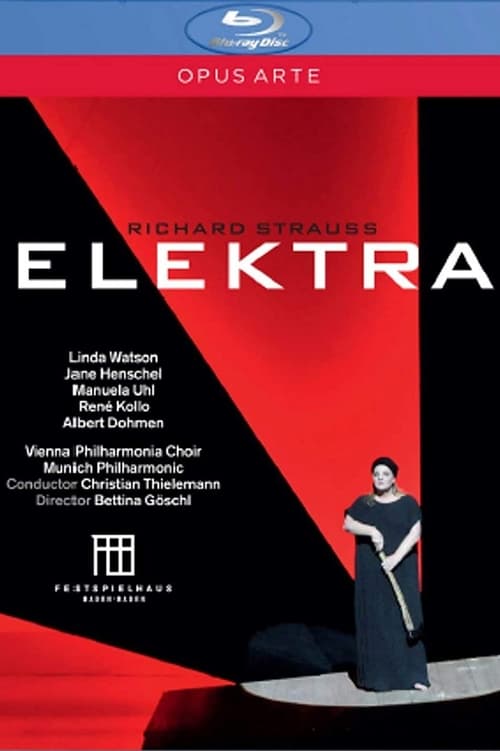 Blu-ray Disc
OPUS ARTE
RICHARD STRAUSS
ELEKTRA
Linda Watson
Jane Henschel
Manuela Uhl
René Kollo
Albert Dohmen
Vienna Philharmonia Choir
Munich Philharmonic
Conductor Christian Thielemann
Director Bettina Göschl
FESTSPIELHAUS
BADEN-BADEN